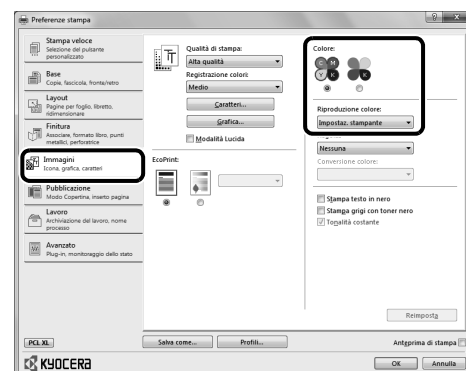 Preferenze stampa
Stampa veloce
Selezione del pulsante
personalizzato
Base
Copie, fascicola, fronte/retro
Layout
Pagine per foglio, libretto,
ridimensionare
Finitura
Associare, formato libro, punti
metallici, perforatrice
Immagini
Icona, grafica, caratteri
Pubblicazione
Modo Copertina, inserto pagina
Lavoro
Archiviazione del lavoro, nome
processo
Avanzato
Plug-in, monitoraggio dello stato
Qualità di stampa:
Alta qualità
Registrazione colori:
Medio
Caratteri...
Grafica...
Modalità Lucida
EcoPrint:
Colore:
C M
Y K K
Riproduzione colore:
Impostaz. stampante
Nessuna
Conversione colore:
Stampa testo in nero
Stampa grigi con toner nero
Tonalità costante
Reimposta
PCL XL
Salva come...
Profili...
Anteprima di stampa
KYOCERA
OK
Annulla